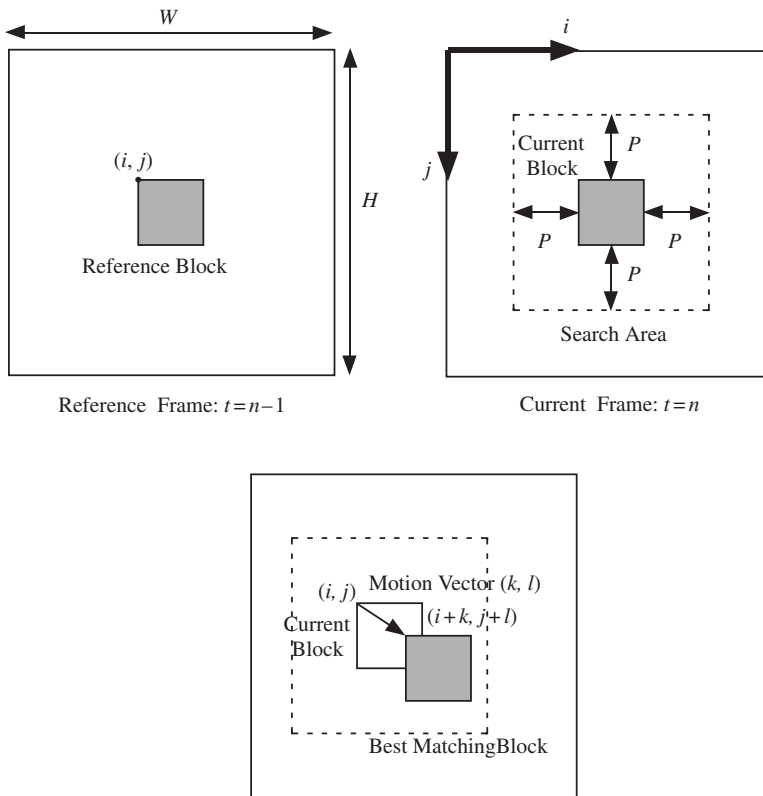 W
i
(i, j)
Current
Block
P
j
H
P
P
Reference Block
P
Search Area
Reference Frame: t=n–1
Current Frame: t=n
Motion Vector (k, l)
(i, j)
(i+k, j+l)
Current
Block
Best MatchingBlock